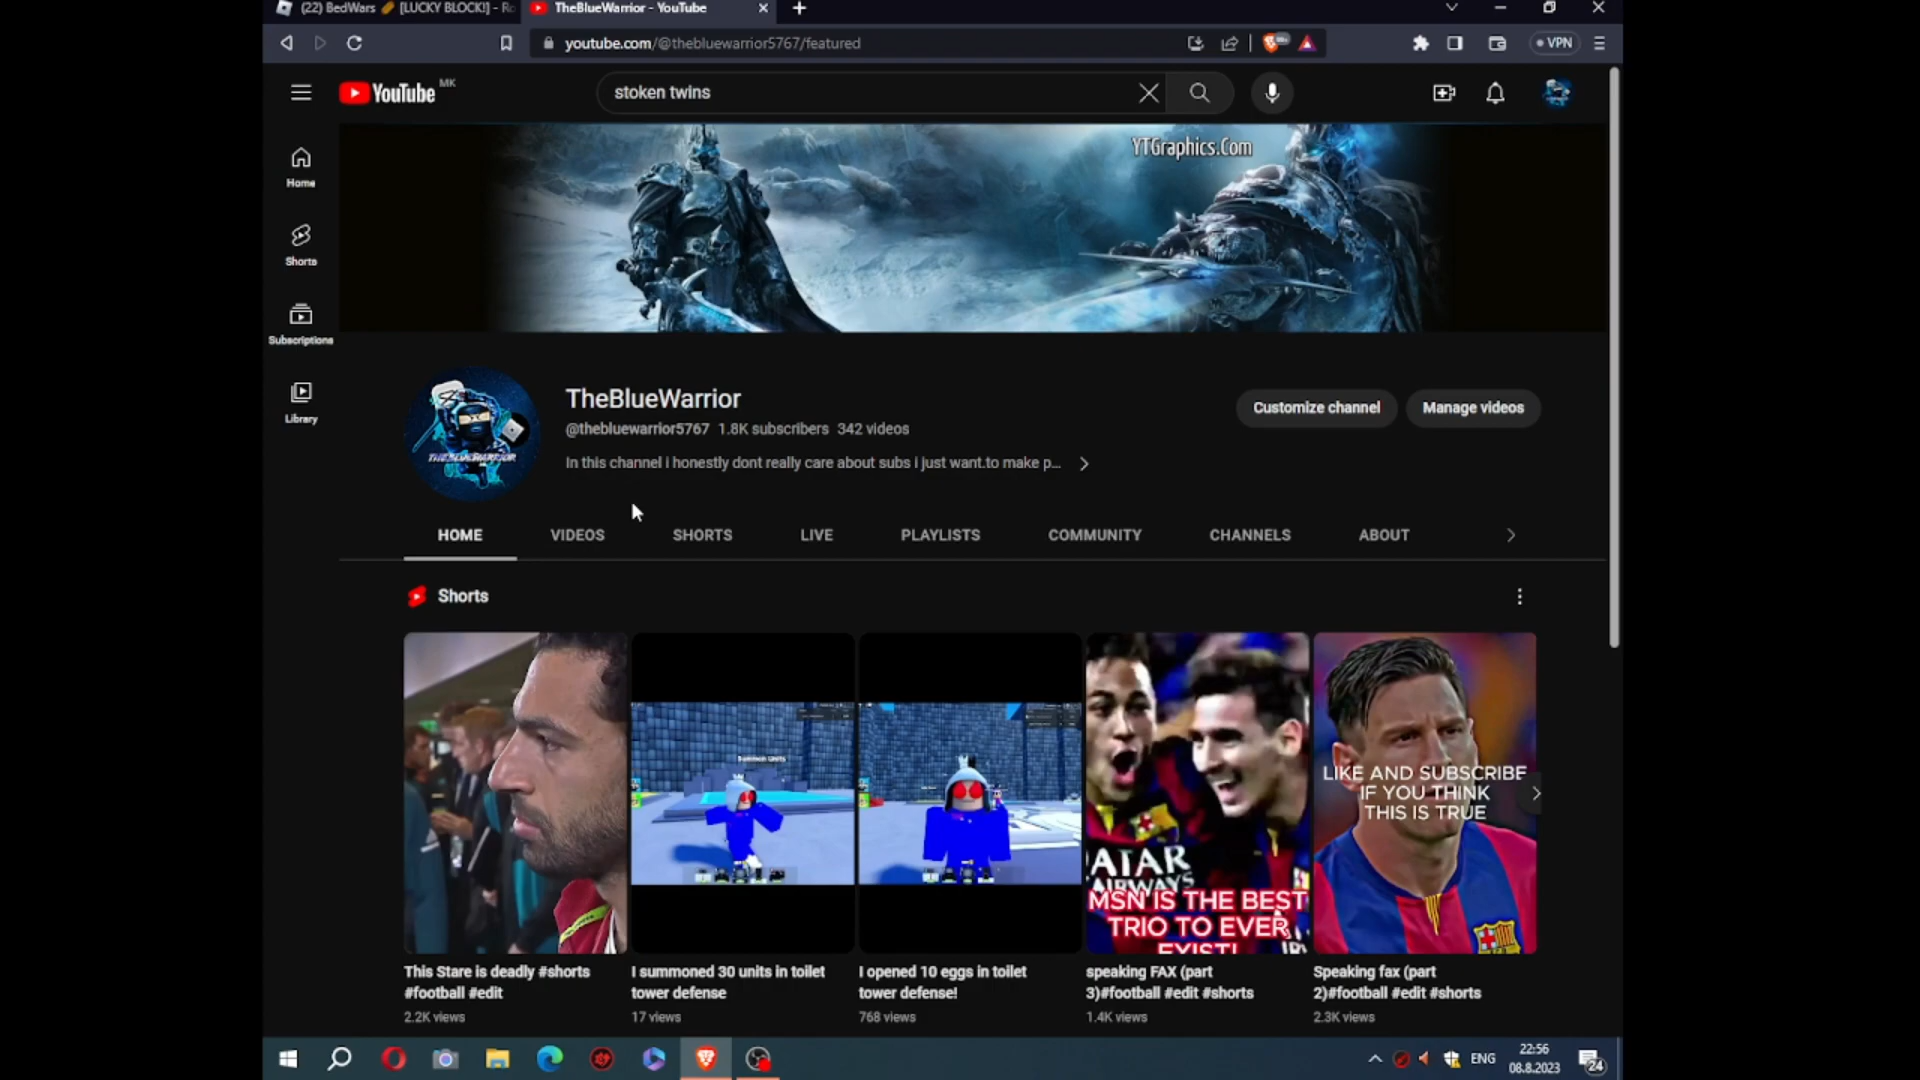 (22) BedWars [LUCKY BLOCK!] - Ro
TheBlueWarrior - YouTube
youtube.com/@thebluewarrior5767/featured
VPN
YouTube MK
stoken twins
YTGraphics.Com
Home
Shorts
Subscriptions
Library
THEBLUEWARRIOR
TheBlueWarrior
@thebluewarrior5767 1.8K subscribers 342 videos
In this channel i honestly dont really care about subs i just want.to make p...
Customize channel
Manage videos
HOME VIDEOS SHORTS LIVE PLAYLISTS COMMUNITY CHANNELS ABOUT
Shorts
Summon Units
QATAR
AIRWAYS
MSN IS THE BEST
TRIO TO EVER
EXIST!
LIKE AND SUBSCRIBE
IF YOU THINK
THIS IS TRUE
This Stare is deadly #shorts
#football #edit
2.2K views
I summoned 30 units in toilet
tower defense
17 views
I opened 10 eggs in toilet
tower defense!
768 views
speaking FAX (part
3)#football #edit #shorts
1.4K views
Speaking fax (part
2)#football #edit #shorts
2.3K views
ENG
22:56
08.8.2023
24